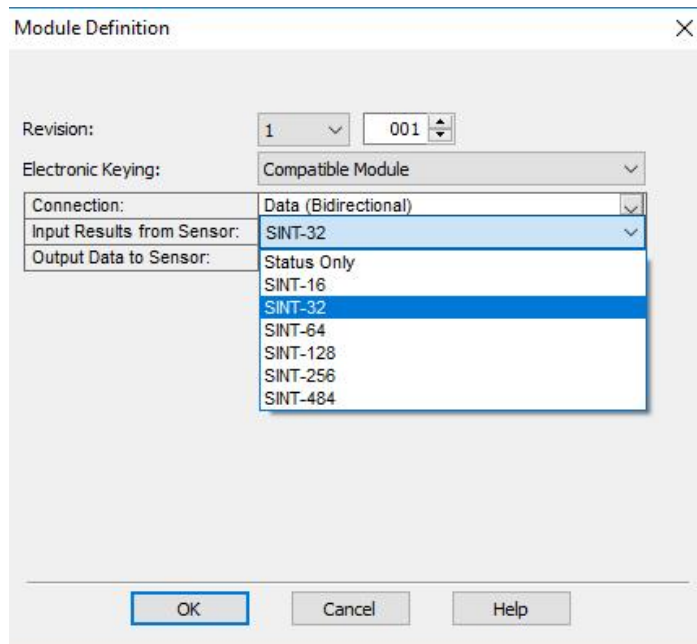 Module Definition
Revision: 1 001
Electronic Keying: Compatible Module
Connection: Data (Bidirectional)
Input Results from Sensor: SINT-32
Output Data to Sensor:
Status Only
SINT-16
SINT-32
SINT-64
SINT-128
SINT-256
SINT-484
OK Cancel Help